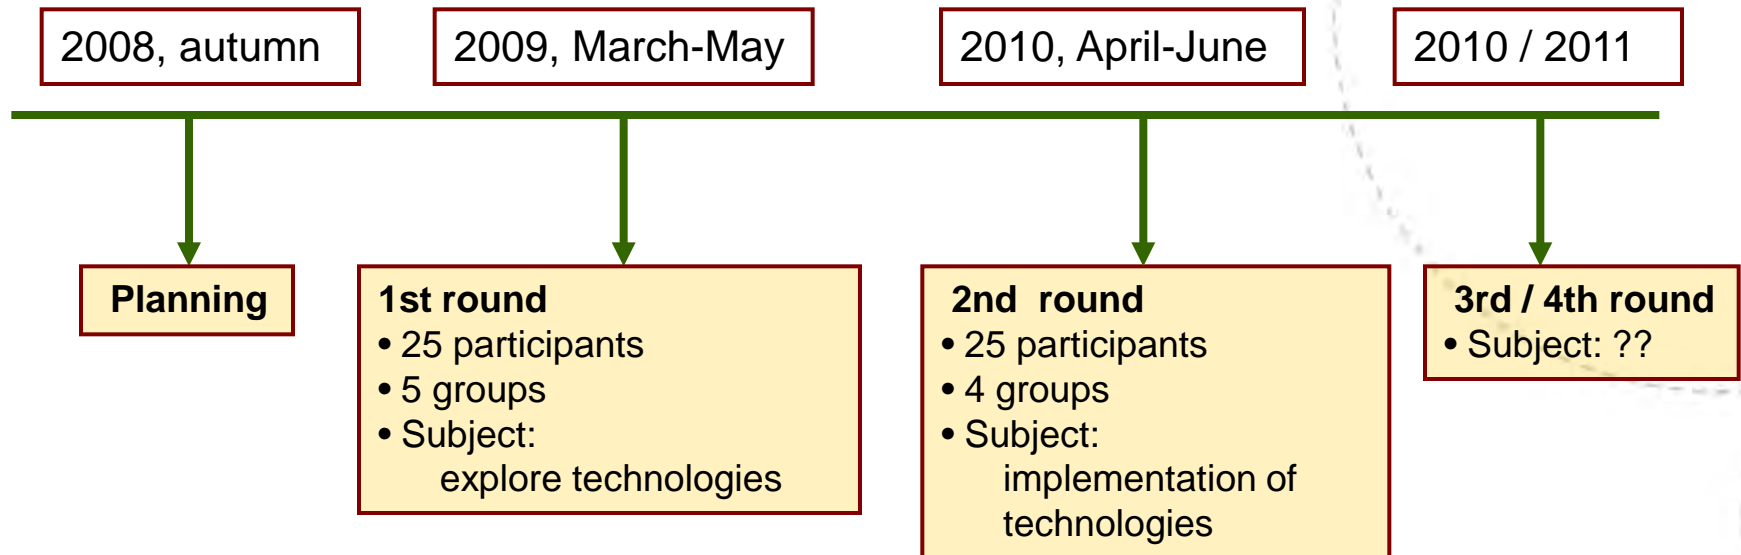 2008, autumn
2009, March-May
2010, April-June
2010 / 2011
Planning
1st round
• 25 participants
• 5 groups
• Subject:
explore technologies
2nd round
• 25 participants
• 4 groups
• Subject:
implementation of
technologies
3rd / 4th round
• Subject: ??